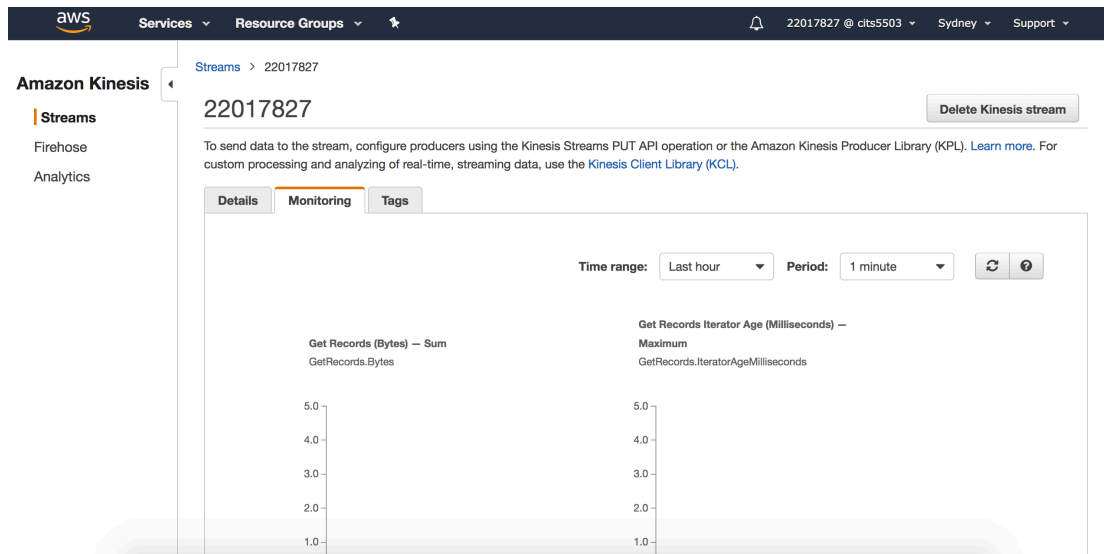 aws Services Resource Groups 22017827 @ cits5503 Sydney Support
Amazon Kinesis
Streams
Firehose
Analytics
Streams > 22017827
22017827
Delete Kinesis stream
To send data to the stream, configure producers using the Kinesis Streams PUT API operation or the Amazon Kinesis Producer Library (KPL). Learn more. For
custom processing and analyzing of real-time, streaming data, use the Kinesis Client Library (KCL).
Details Monitoring Tags
Time range: Last hour Period: 1 minute
Get Records (Bytes) — Sum
GetRecords.Bytes
5.0
4.0
3.0
2.0
1.0
Get Records Iterator Age (Milliseconds) —
Maximum
GetRecords.IteratorAgeMilliseconds
5.0
4.0
3.0
2.0
1.0